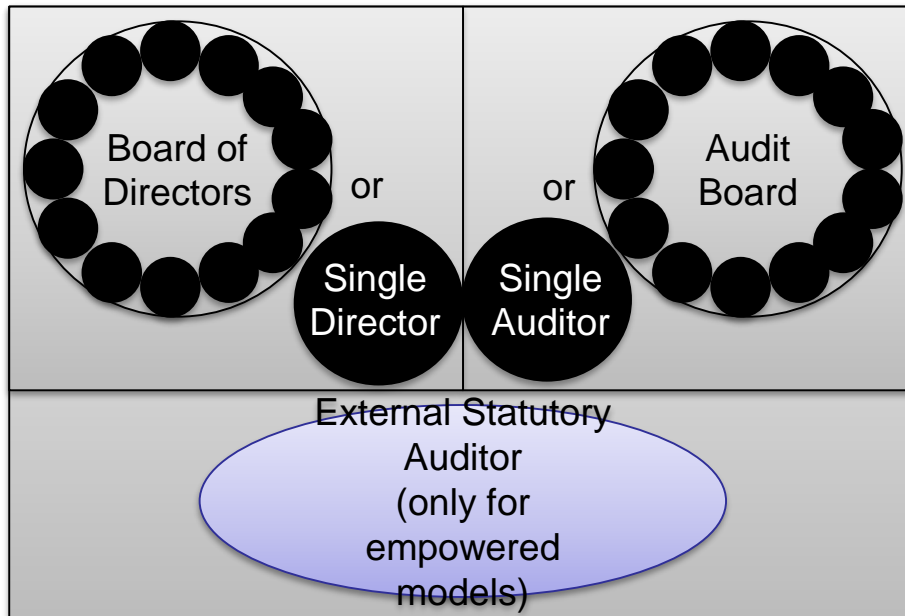 Board of
Directors
or
Single
Director
or
Single
Auditor
Audit
Board
External Statutory
Auditor
(only for
empowered
models)